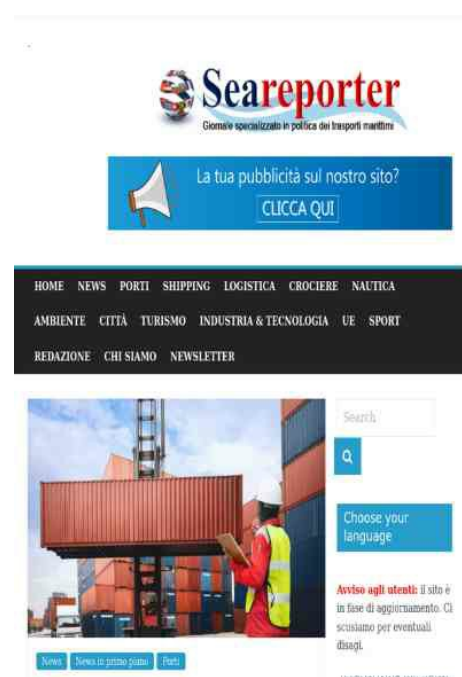 Seareporter
Giornale specializzato in politica dei trasporti marittimi
La tua pubblicità sul nostro sito?
CLICCA QUI
HOME NEWS PORTI SHIPPING LOGISTICA CROCIERE NAUTICA
AMBIENTE CITTÀ TURISMO INDUSTRIA & TECNOLOGIA UE SPORT
REDAZIONE CHI SIAMO NEWSLETTER
Search
Choose your
language
Avviso agli utenti: il sito è
in fase di aggiornamento. Ci
scusiamo per eventuali
disagi.
News News in primo piano Porti